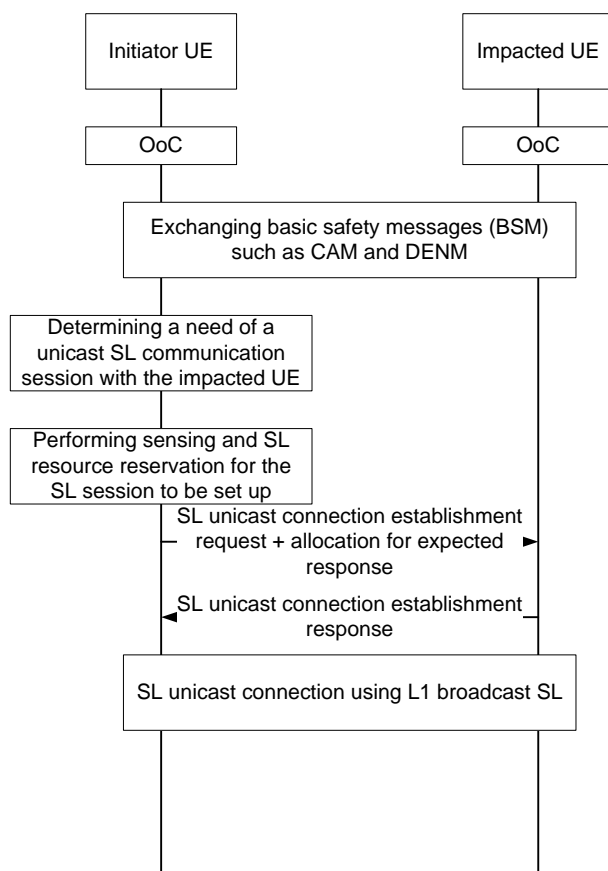 Initiator UE
Impacted UE
OoC
OoC
Exchanging basic safety messages (BSM)
such as CAM and DENM
Determining a need of a
unicast SL communication
session with the impacted UE
Performing sensing and SL
resource reservation for the
SL session to be set up
SL unicast connection establishment
request + allocation for expected
response
SL unicast connection establishment
response
SL unicast connection using L1 broadcast SL